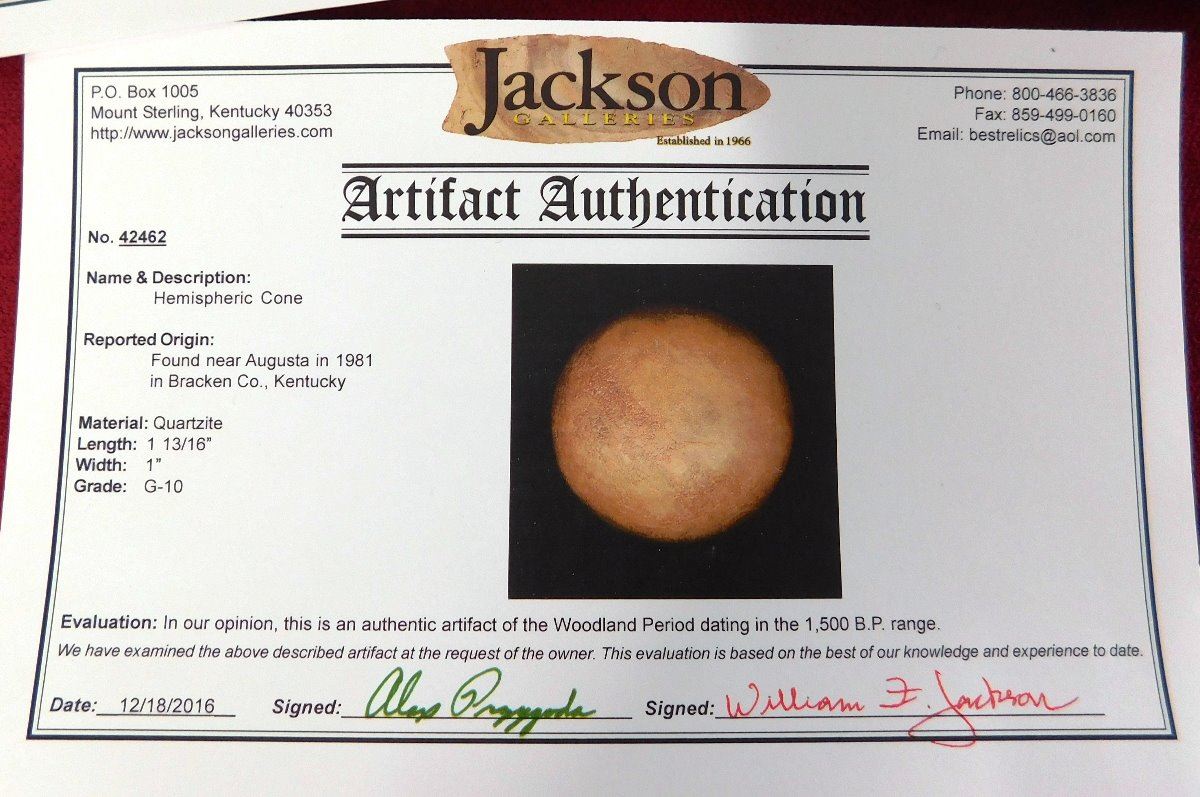 P.O. Box 1005
Mount Sterling, Kentucky 40353
http://www.jacksongalleries.com
Jackson
GALLERIES
Established in 1966
Phone: 800-466-3836
Fax: 859-499-0160
Email: bestrelics@aol.com
Artifact Authentication
No. 42462
Name & Description:
Hemispheric Cone
Reported Origin:
Found near Augusta in 1981
in Bracken Co., Kentucky
Material: Quartzite
Length: 1 13/16”
Width: 1”
Grade: G-10
Evaluation: In our opinion, this is an authentic artifact of the Woodland Period dating in the 1,500 B.P. range.
We have examined the above described artifact at the request of the owner. This evaluation is based on the best of our knowledge and experience to date.
Date: 12/18/2016 Signed: Alex Przygoda Signed: William F. Jackson